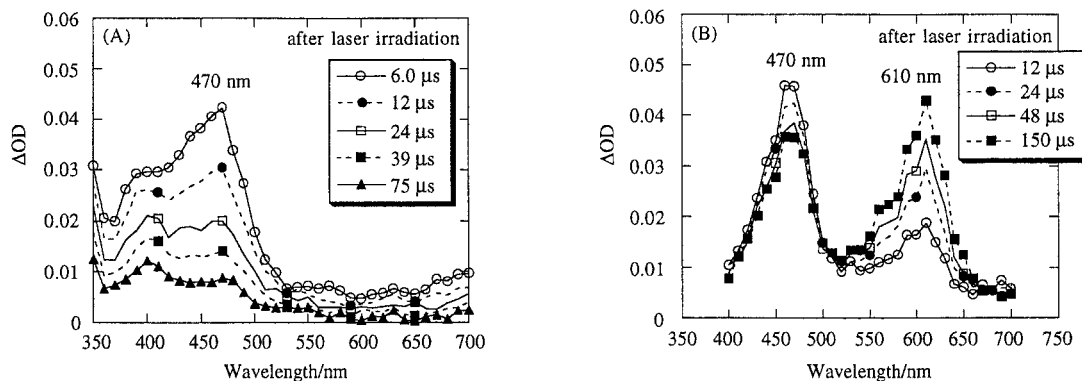 (A)
after laser irradiation
470 nm
6.0 µs
12 µs
24 µs
39 µs
75 µs
0.06
0.05
0.04
0.03
0.02
0.01
0
ΔOD
350 400 450 500 550 600 650 700
Wavelength/nm
(B)
after laser irradiation
470 nm
610 nm
12 µs
24 µs
48 µs
150 µs
0.06
0.05
0.04
0.03
0.02
0.01
0
ΔOD
350 400 450 500 550 600 650 700 750
Wavelength/nm